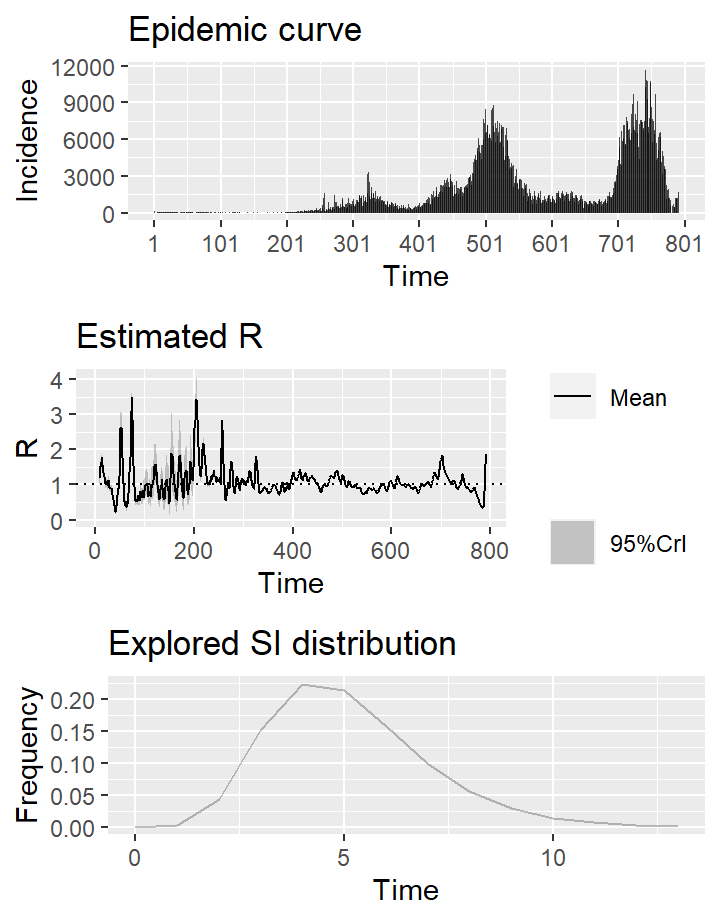 Epidemic curve
12000
9000
6000
3000
0
Incidence
1 101 201 301 401 501 601 701 801
Time
Estimated R
4
3
2
1
0
R
0 200 400 600 800
Time
Mean
95%CrI
Explored SI distribution
0.20
0.15
0.10
0.05
0.00
Frequency
0 5 10
Time